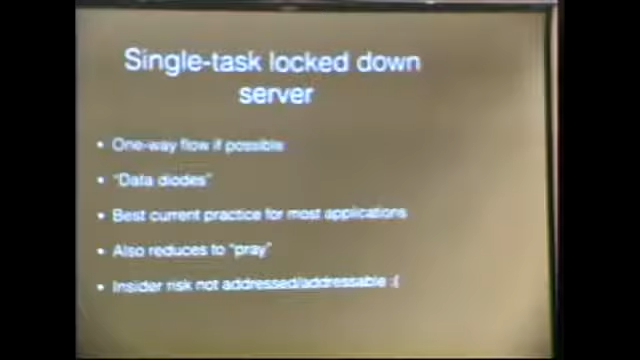 Single-task locked down
server
• One-way flow if possible
• "Data diodes"
• Best current practice for most applications
• Also reduces to "pray"
• Insider risk not addressed/addressable :(